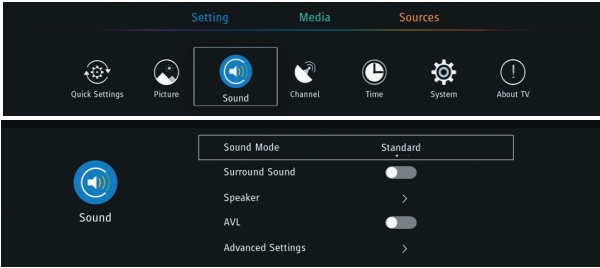 Setting Media Sources
Quick Settings Picture Sound Channel Time System About TV
Sound Mode Standard
Surround Sound
Speaker
AVL
Advanced Settings
Sound